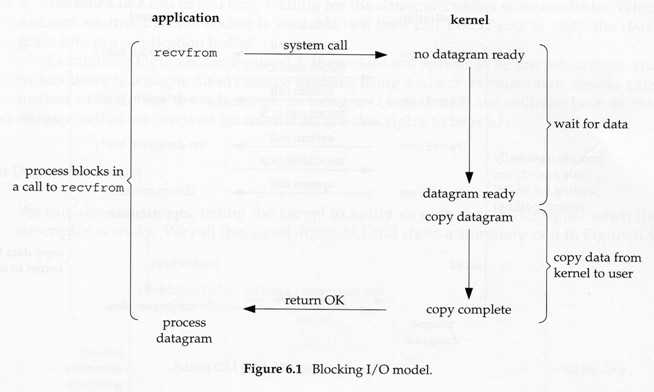 application
kernel
recvfrom
system call
no datagram ready
wait for data
process blocks in
a call to recvfrom
datagram ready
copy datagram
copy data from
kernel to user
return OK
copy complete
process
datagram
Figure 6.1 Blocking I/O model.